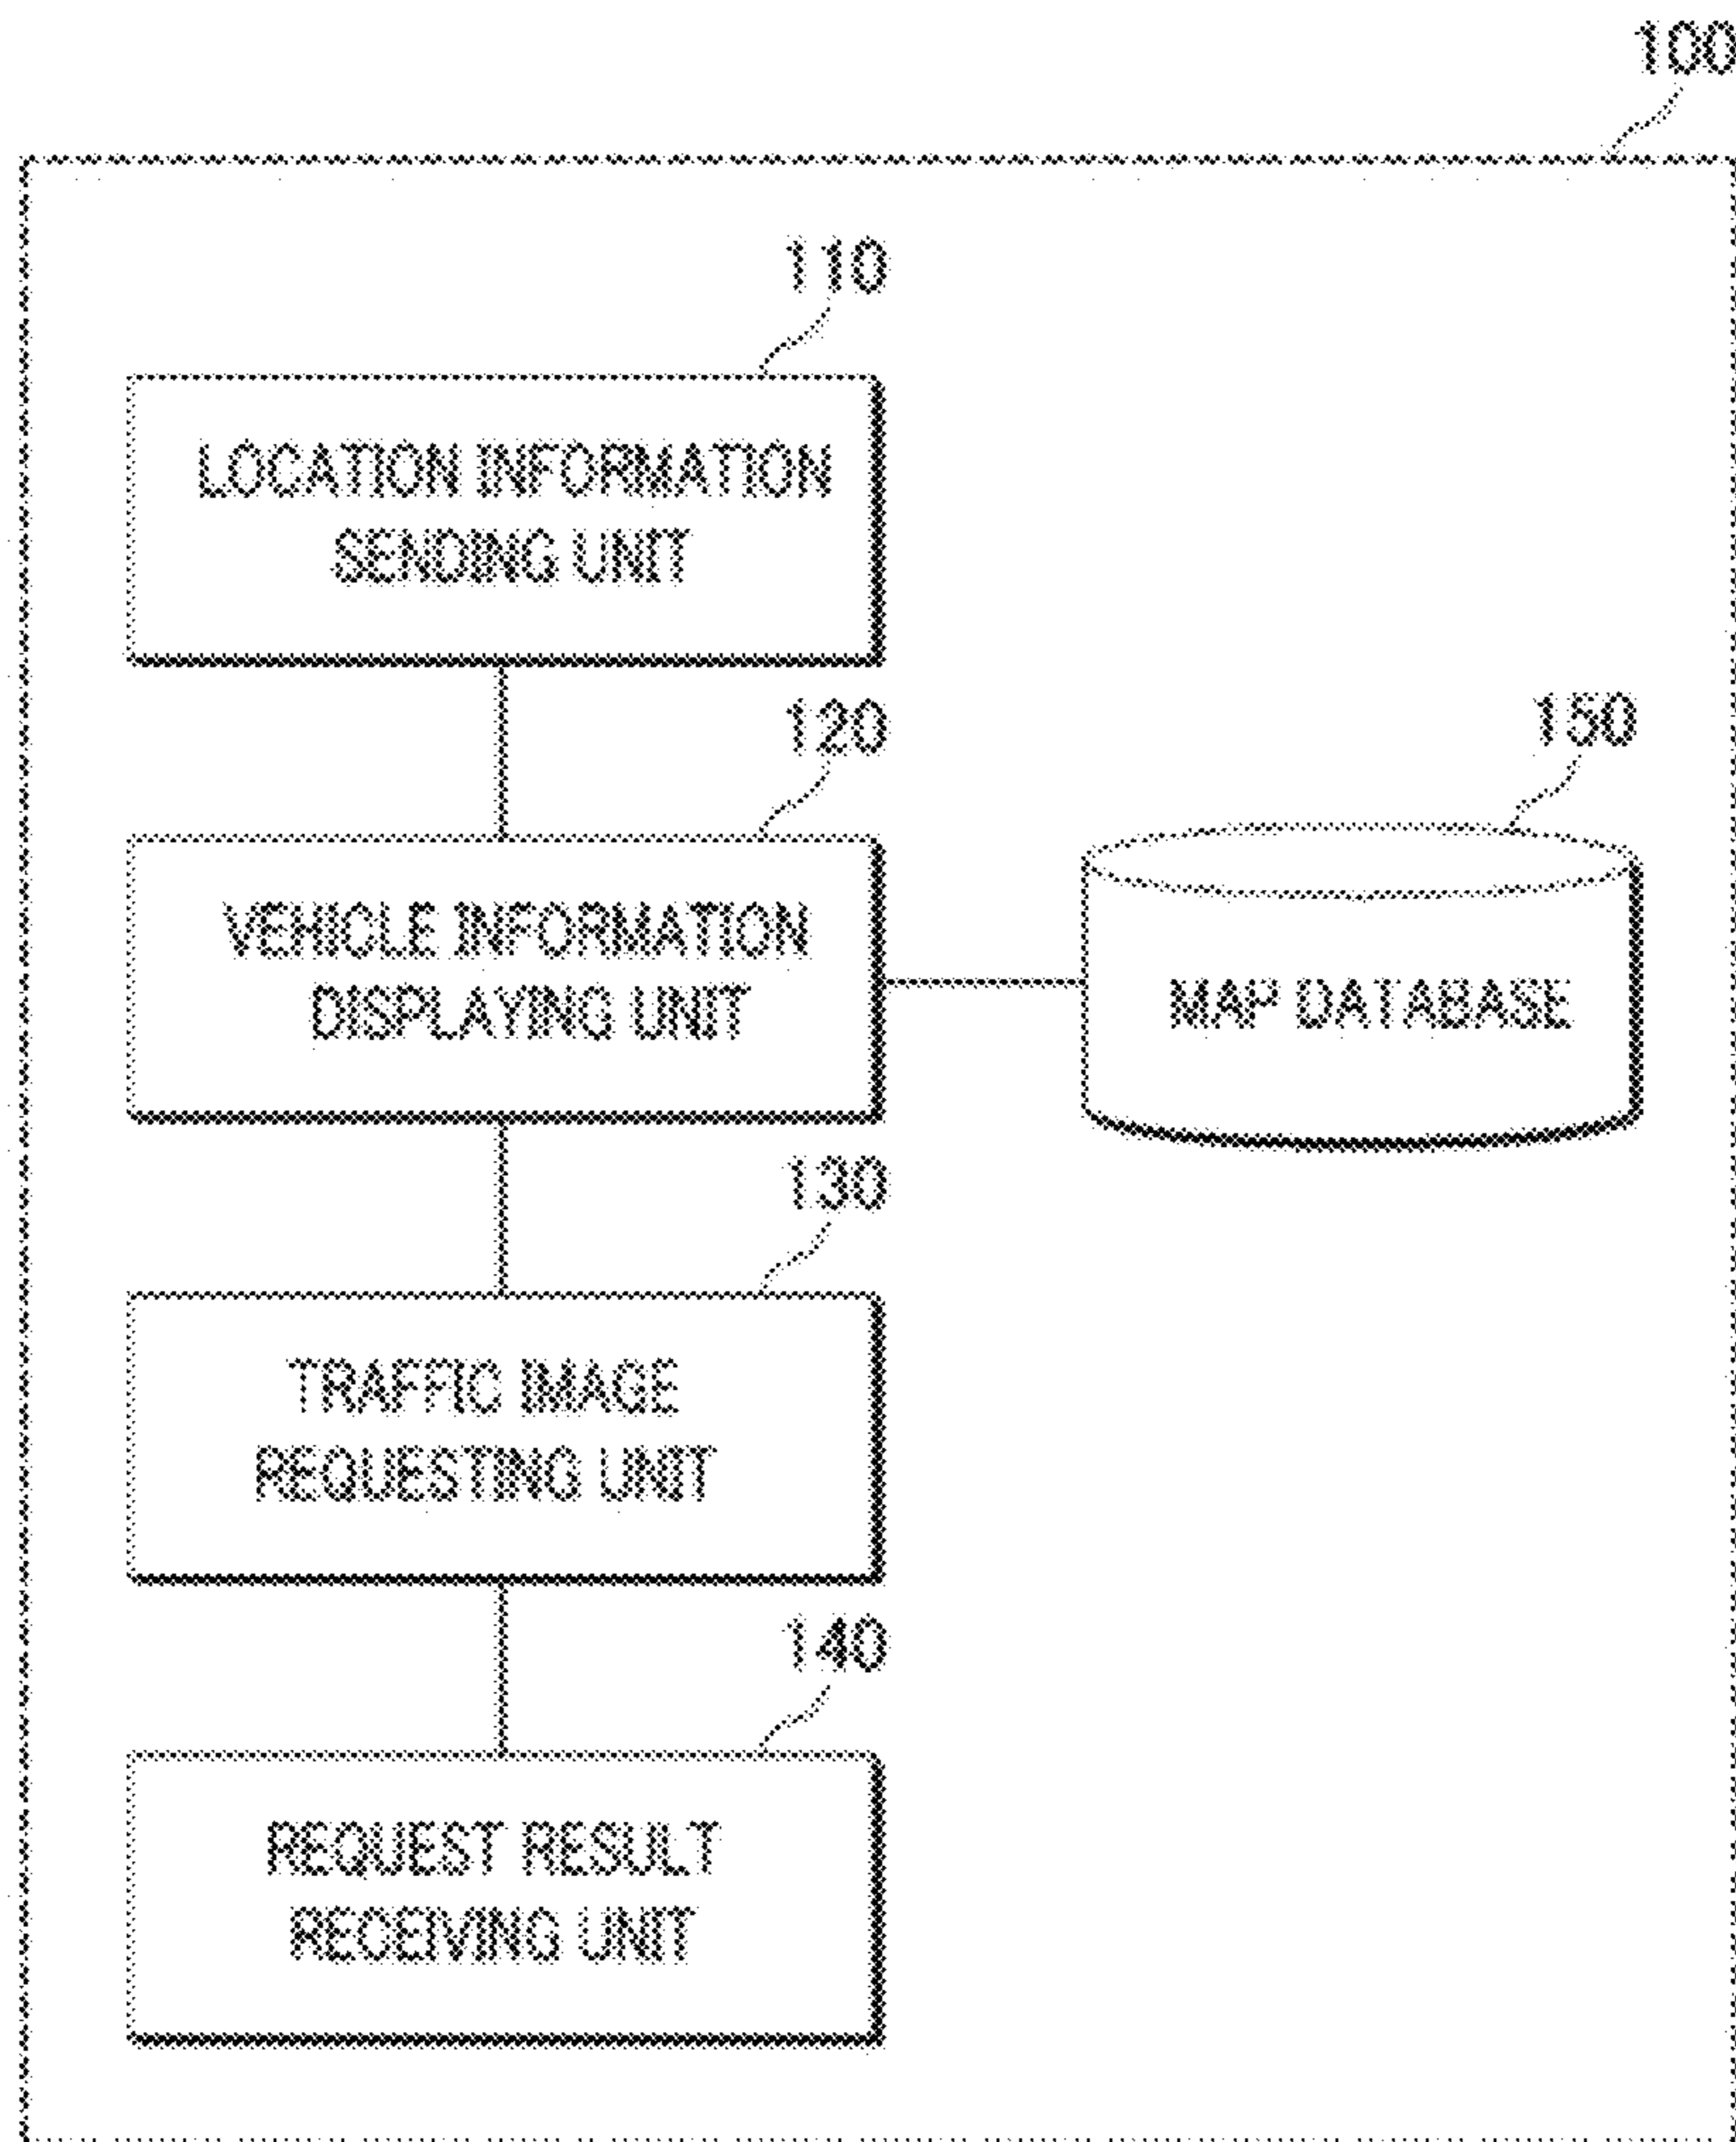 100
110
LOCATION INFORMATION
SENDING UNIT
120
150
VEHICLE INFORMATION
DISPLAYING UNIT
MAP DATABASE
130
TRAFFIC IMAGE
REQUESTING UNIT
140
REQUEST RESULT
RECEIVING UNIT